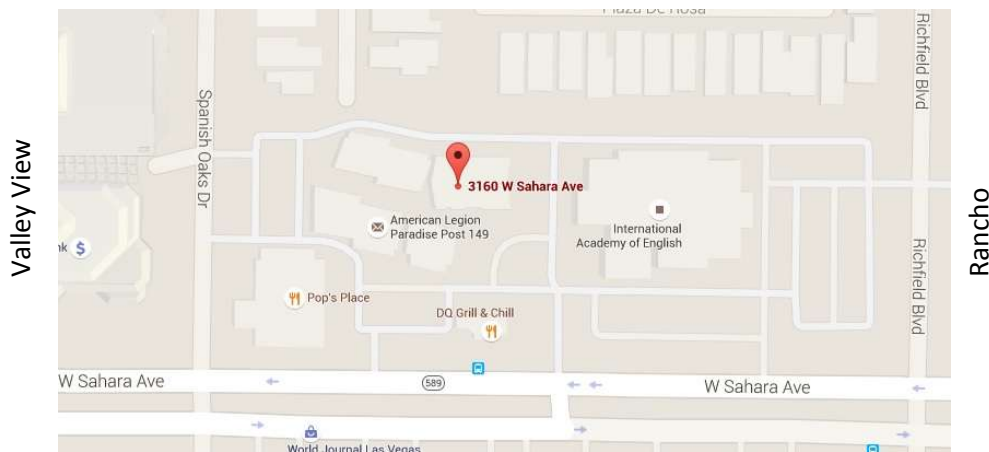 Plaza De Rosa
Richfield Blvd
Spanish Oaks Dr
Valley View
3160 W Sahara Ave
American Legion
Paradise Post 149
International
Academy of English
Rancho
nk $
Richfield Blvd
Pop's Place
DQ Grill & Chill
W Sahara Ave
589
W Sahara Ave
World Journal Las Vegas